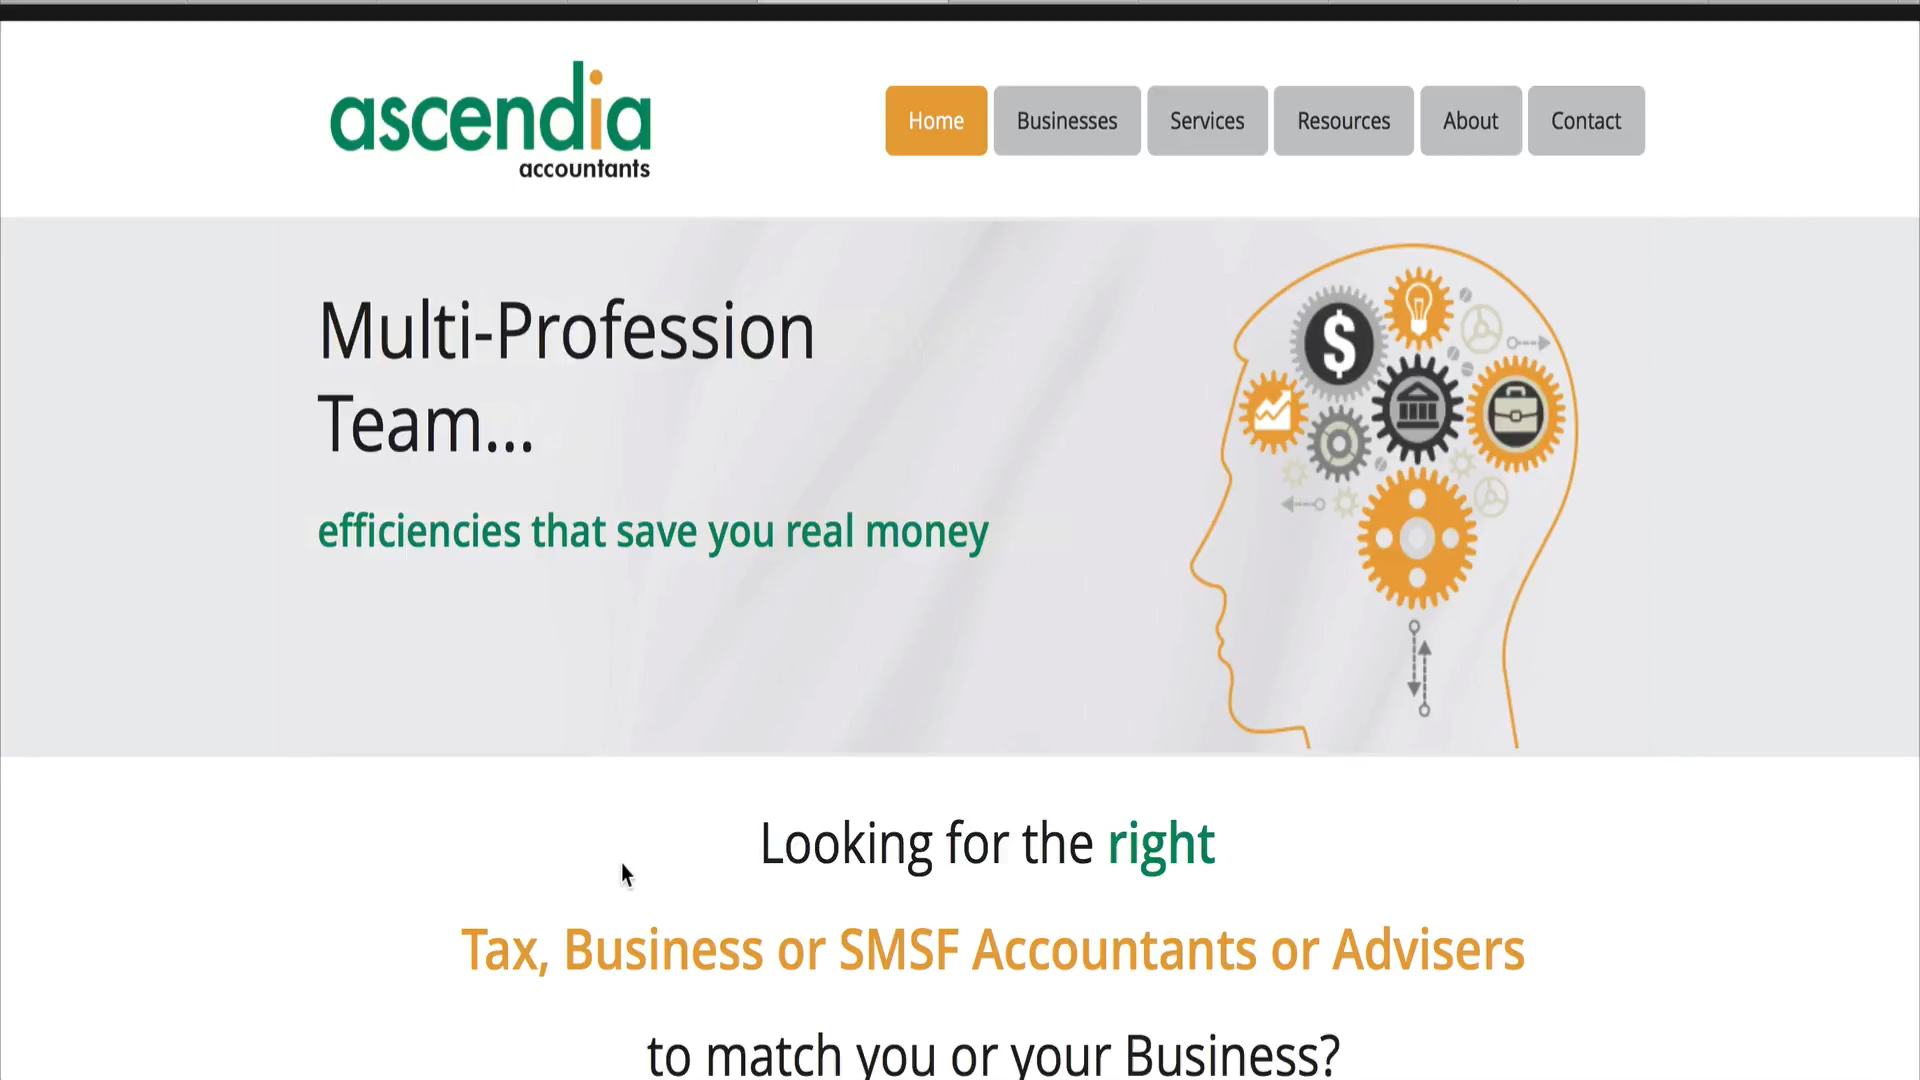 ascendia
accountants
Home
Businesses
Services
Resources
About
Contact
Multi-Profession
Team...
efficiencies that save you real money
$
Looking for the right
Tax, Business or SMSF Accountants or Advisers
to match you or your Business?